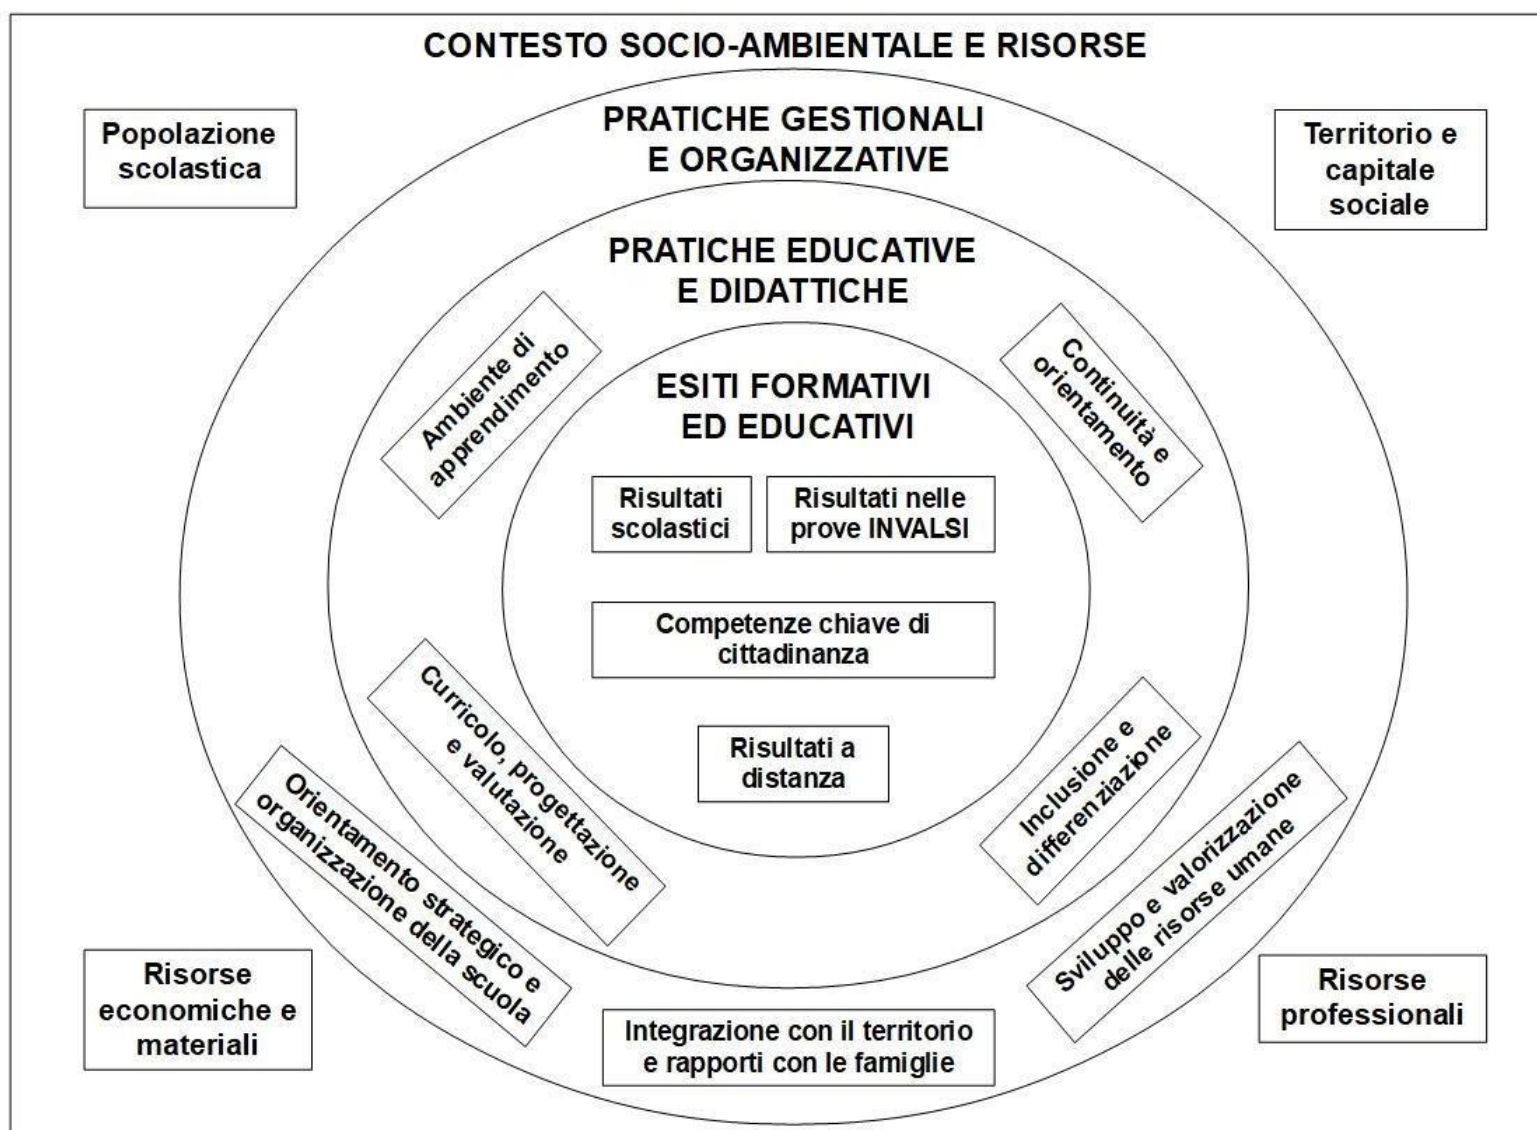 CONTESTO SOCIO-AMBIENTALE E RISORSE
Popolazione
scolastica
PRATICHE GESTIONALI
E ORGANIZZATIVE
Territorio e
capitale
sociale
PRATICHE EDUCATIVE
E DIDATTICHE
Ambiente di
apprendimento
Continuità e
orientamento
ESITI FORMATIVI
ED EDUCATIVI
Risultati
scolastici
Risultati nelle
prove INVALSI
Competenze chiave di
cittadinanza
Risultati a
distanza
Curricolo, progettazione
e valutazione
Inclusione e
differenziazione
Orientamento strategico e
organizzazione della scuola
Sviluppo e valorizzazione
delle risorse umane
Risorse
economiche e
materiali
Integrazione con il territorio
e rapporti con le famiglie
Risorse
professionali